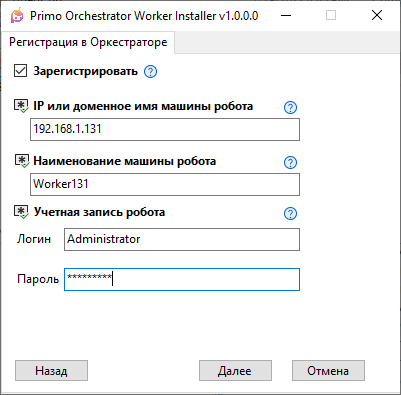 Primo Orchestrator Worker Installer v1.0.0.0
Регистрация в Оркестраторе
Зарегистрировать
IP или доменное имя машины робота
192.168.1.131
Наименование машины робота
Worker131
Учетная запись робота
Логин Administrator
Пароль *********
Назад Далее Отмена